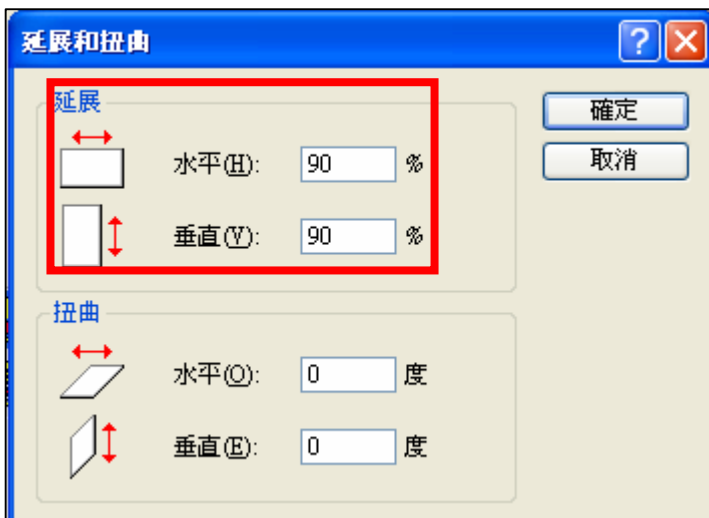 延展和扭曲
延展
水平(H): 90 %
垂直(V): 90 %
扭曲
水平(O): 0 度
垂直(E): 0 度
確定
取消